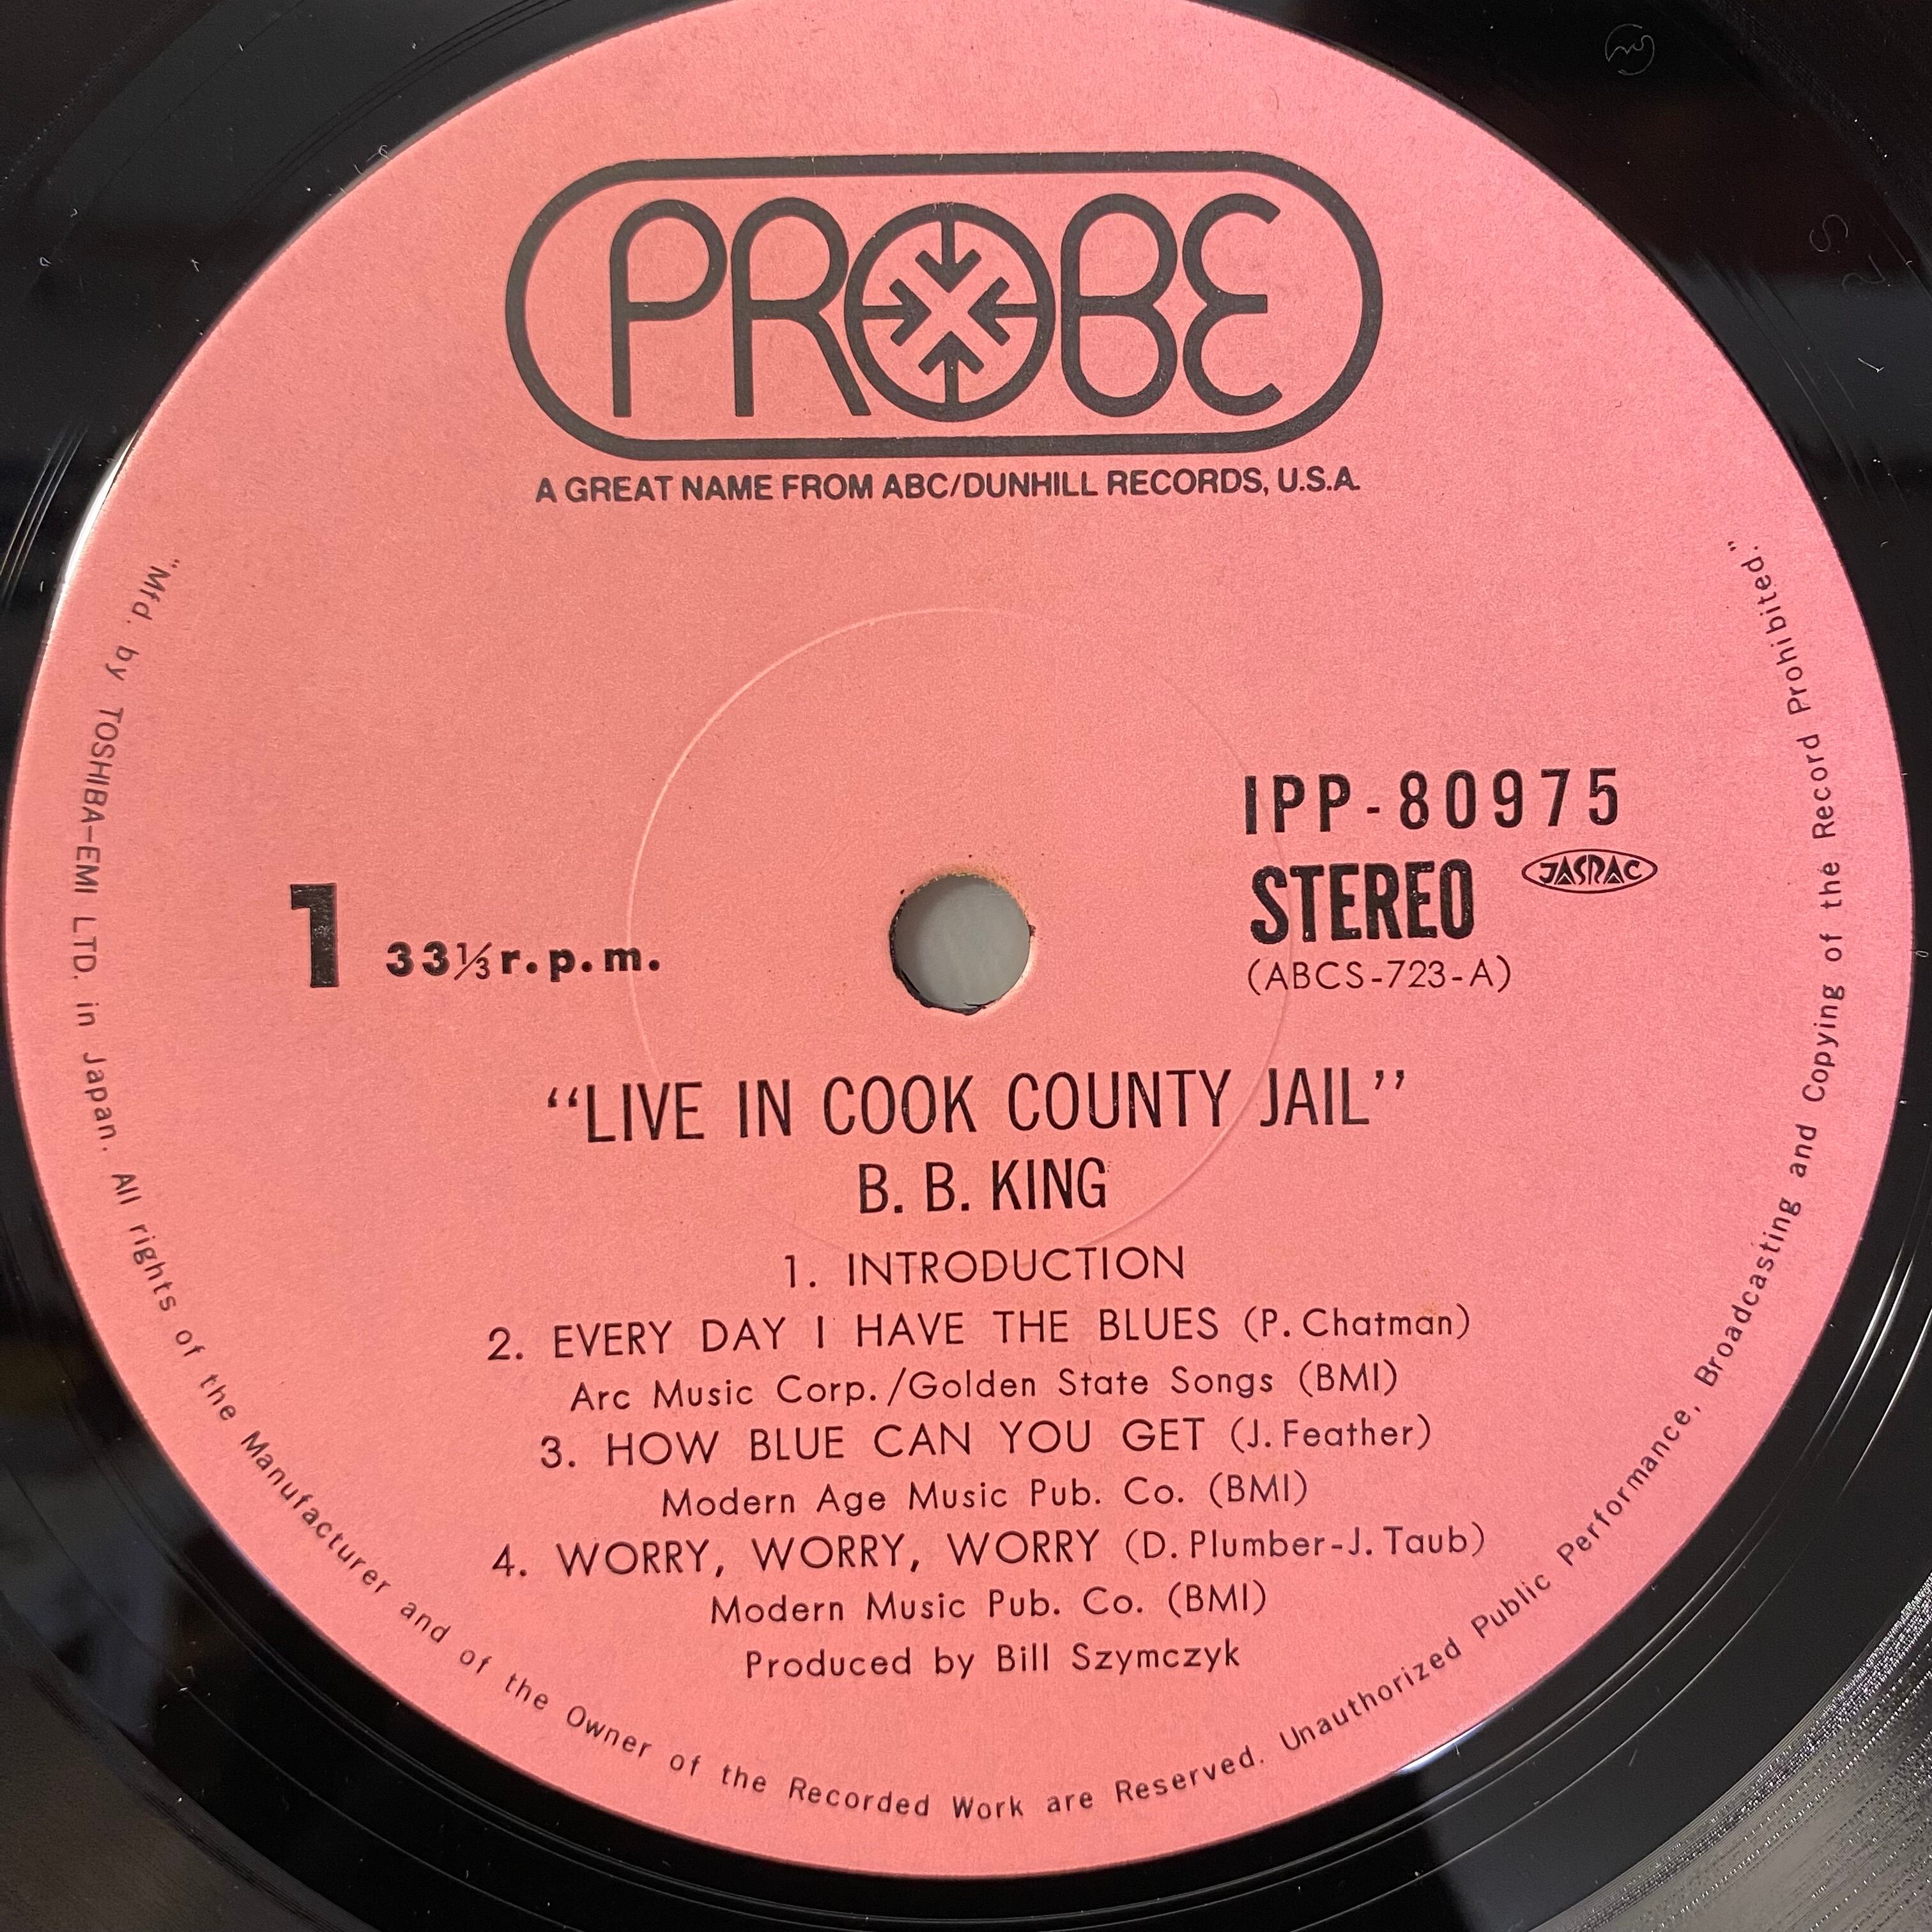 PROBE
A GREAT NAME FROM ABC/DUNHILL RECORDS, U.S.A.
IPP-80975
STEREO JASRAC
(ABCS-723-A)
1 33⅓ r.p.m.
“LIVE IN COOK COUNTY JAIL”
B. B. KING
1. INTRODUCTION
2. EVERY DAY I HAVE THE BLUES (P. Chatman)
Arc Music Corp./Golden State Songs (BMI)
3. HOW BLUE CAN YOU GET (J. Feather)
Modern Age Music Pub. Co. (BMI)
4. WORRY, WORRY, WORRY (D. Plumber-J. Taub)
Modern Music Pub. Co. (BMI)
Produced by Bill Szymczyk
“Mfd. by TOSHIBA-EMI LTD. in Japan. All rights of the Manufacturer and of the Owner of the Recorded Work are Reserved. Unauthorized Public Performance, Broadcasting and Copying of the Record Prohibited.”